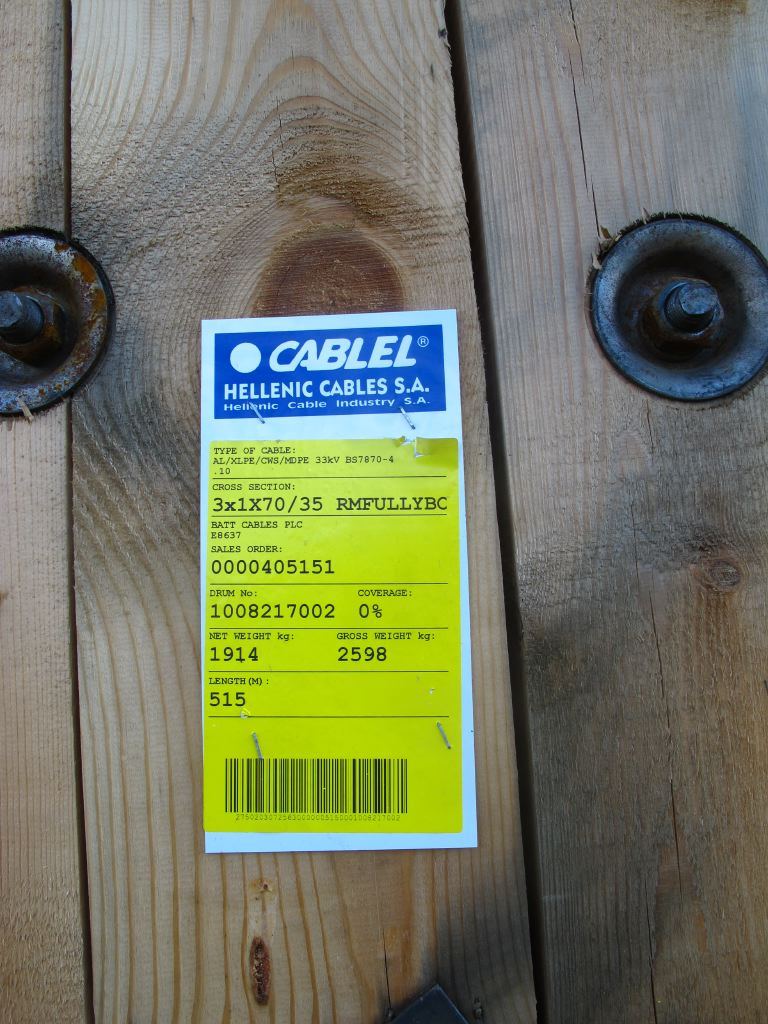 CABLEL®
HELLENIC CABLES S.A.
Hellenic Cable Industry S.A.
TYPE OF CABLE:
AL/XLPE/CWS/MDPE 33kV BS7870-4
.10
CROSS SECTION:
3x1X70/35 RMFULLYBC
BATT CABLES PLC
E8637
SALES ORDER:
0000405151
DRUM No: COVERAGE:
1008217002 0%
NET WEIGHT kg: GROSS WEIGHT kg:
1914 2598
LENGTH(M):
515